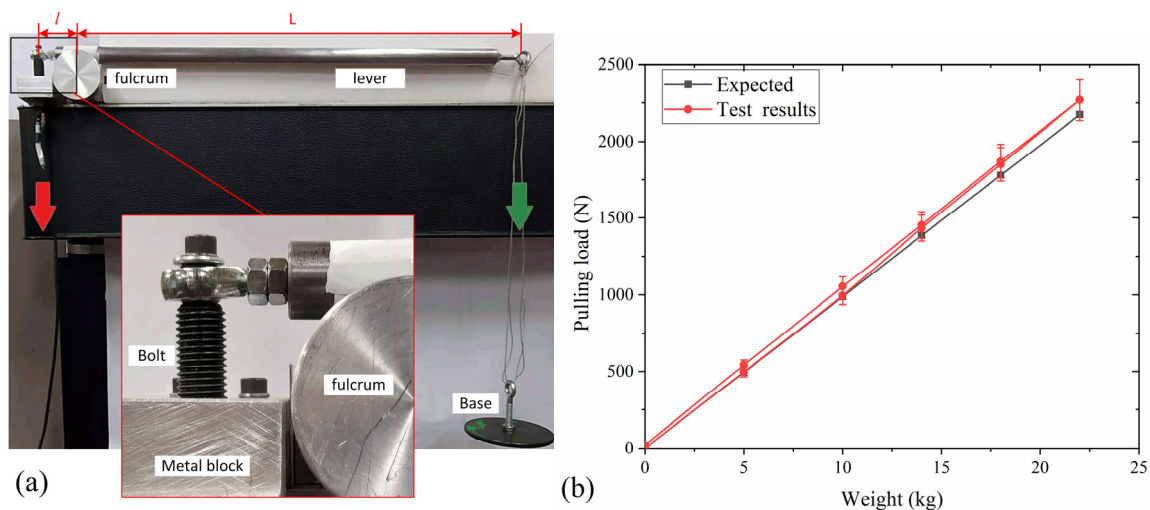 l
L
fulcrum
lever
Bolt
fulcrum
Base
Metal block
(a)
Expected
Test results
2500
2000
1500
1000
500
0
0 5 10 15 20 25
Pulling load (N)
Weight (kg)
(b)